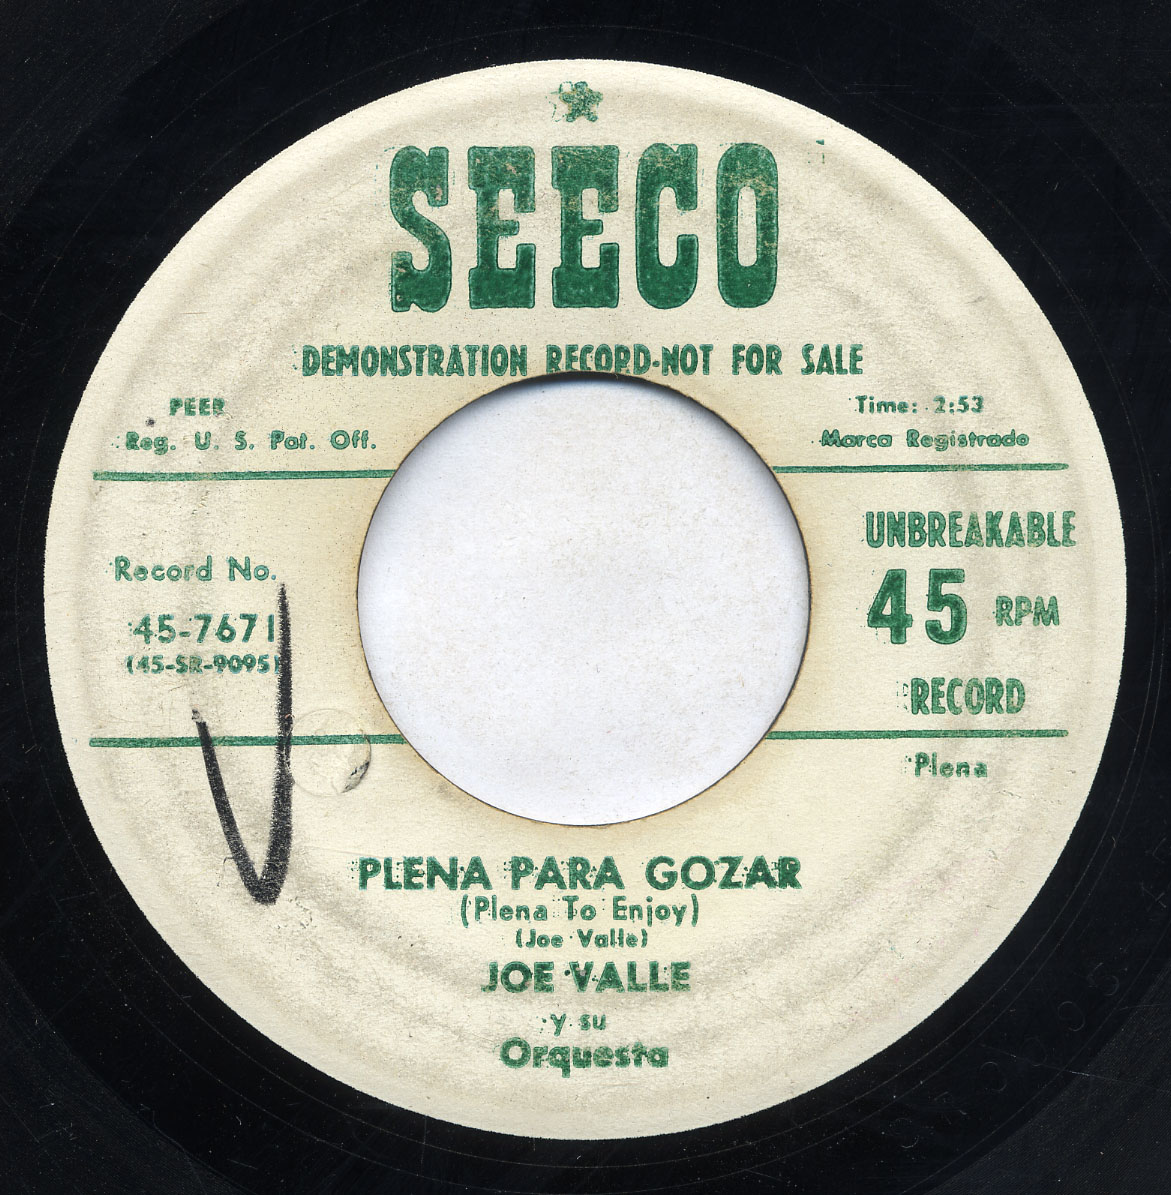 SEECO
DEMONSTRATION RECORD-NOT FOR SALE
PEER
Reg. U. S. Pat. Off.
Time: 2:53
Marca Registrada
Record No.
45-7671
(45-SR-9095)
UNBREAKABLE
45 RPM
RECORD
Plena
PLENA PARA GOZAR
(Plena To Enjoy)
(Joe Valle)
JOE VALLE
y su
Orquesta